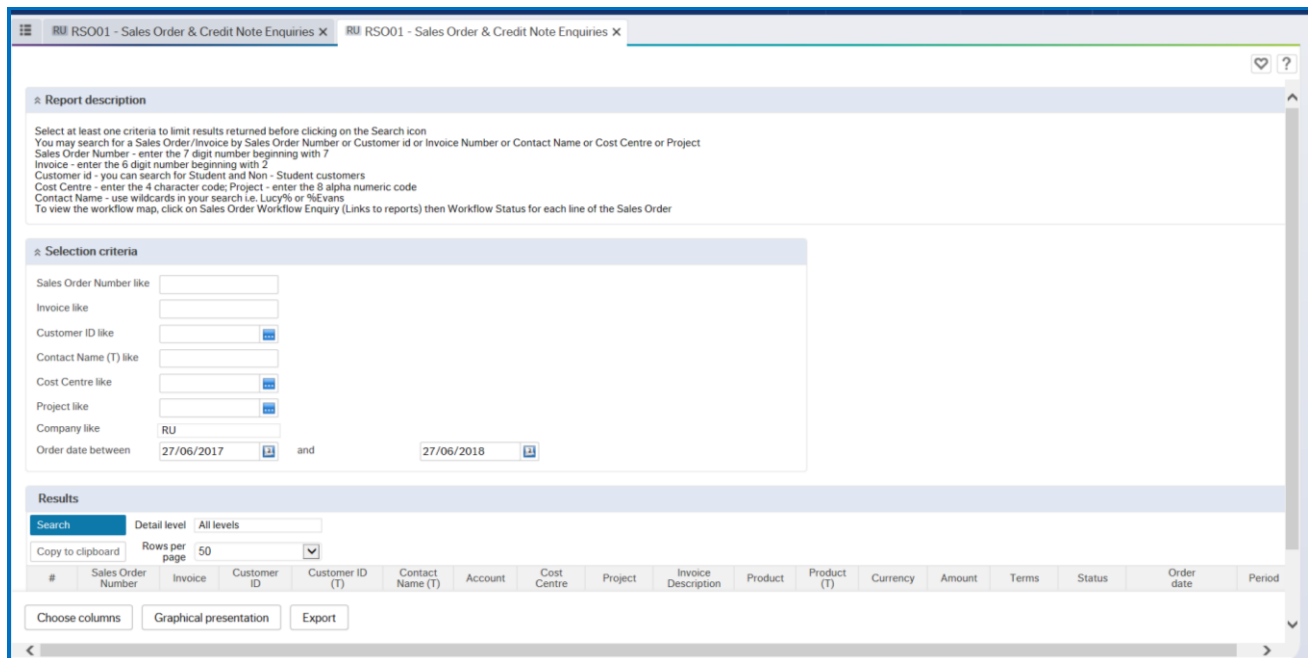 RU RSO01 - Sales Order & Credit Note Enquiries X RU RSO01 - Sales Order & Credit Note Enquiries X
?
Report description
Select at least one criteria to limit results returned before clicking on the Search icon
You may search for a Sales Order/Invoice by Sales Order Number or Customer id or Invoice Number or Contact Name or Cost Centre or Project
Sales Order Number - enter the 7 digit number beginning with 7
Invoice - enter the 6 digit number beginning with 2
Customer id - you can search for Student and Non - Student customers
Cost Centre - enter the 4 character code; Project - enter the 8 alpha numeric code
Contact Name - use wildcards in your search i.e. Lucy% or %Evans
To view the workflow map, click on Sales Order Workflow Enquiry (Links to reports) then Workflow Status for each line of the Sales Order
Selection criteria
Sales Order Number like
Invoice like
Customer ID like
Contact Name (T) like
Cost Centre like
Project like
Company like RU
Order date between 27/06/2017 and 27/06/2018
Results
Search Detail level All levels
Copy to clipboard Rows per page 50
# Sales Order Number Invoice Customer ID Customer ID (T) Contact Name (T) Account Cost Centre Project Invoice Description Product Product (T) Currency Amount Terms Status Order date Period
Choose columns Graphical presentation Export